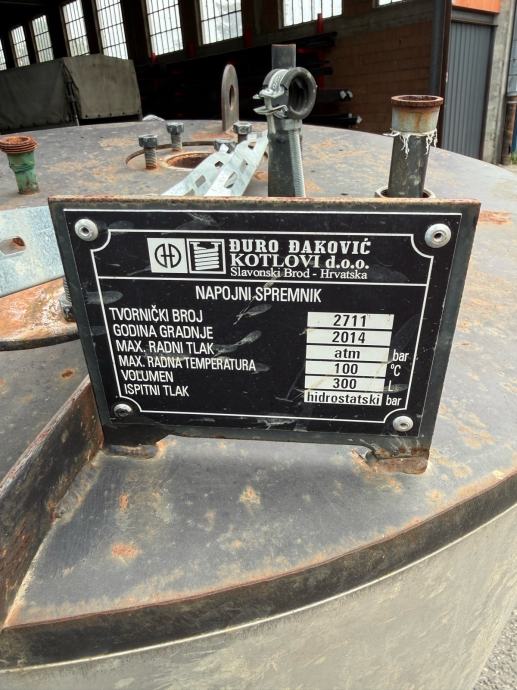 ĐURO ĐAKOVIĆ
KOTLOVI d.o.o.
Slavonski Brod - Hrvatska
NAPOJNI SPREMNIK
TVORNIČKI BROJ 2711
GODINA GRADNJE 2014
MAX. RADNI TLAK atm bar
MAX. RADNA TEMPERATURA 100 °C
VOLUMEN 300 L
ISPITNI TLAK hidrostatski bar